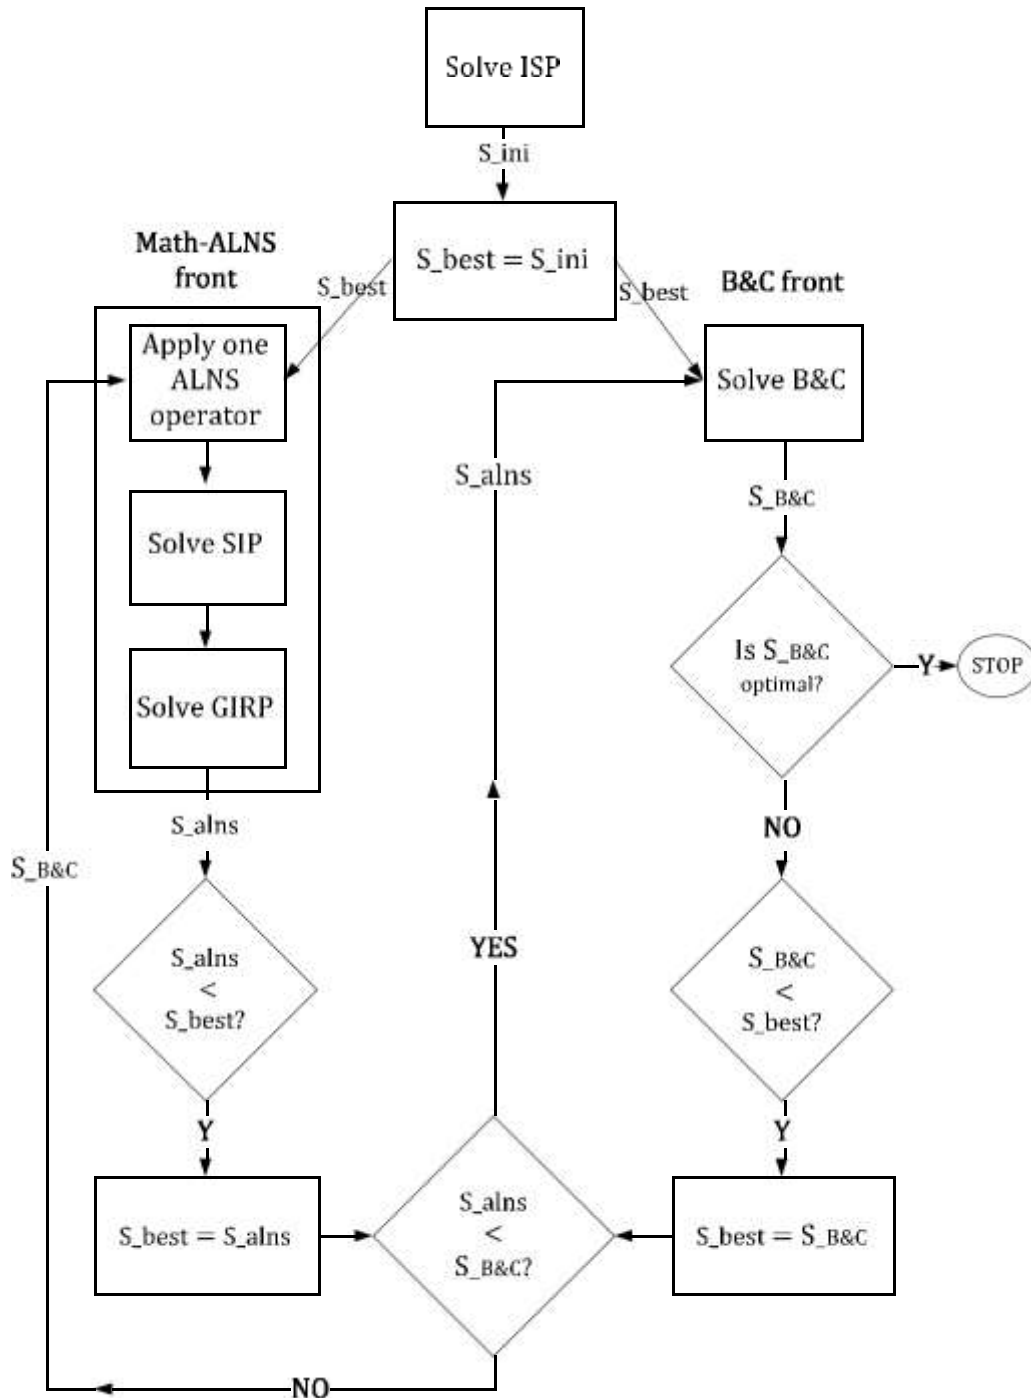 Solve ISP
S_ini
S_best = S_ini
Math-ALNS
front
S_best
S_best
B&C front
Apply one
ALNS
operator
Solve B&C
S_alns
S_B&C
Solve SIP
Is S_B&C
optimal?
Y
STOP
Solve GIRP
S_alns
NO
S_B&C
S_alns
<
S_best?
YES
S_B&C
<
S_best?
Y
Y
S_best = S_alns
S_alns
<
S_B&C?
S_best = S_B&C
NO